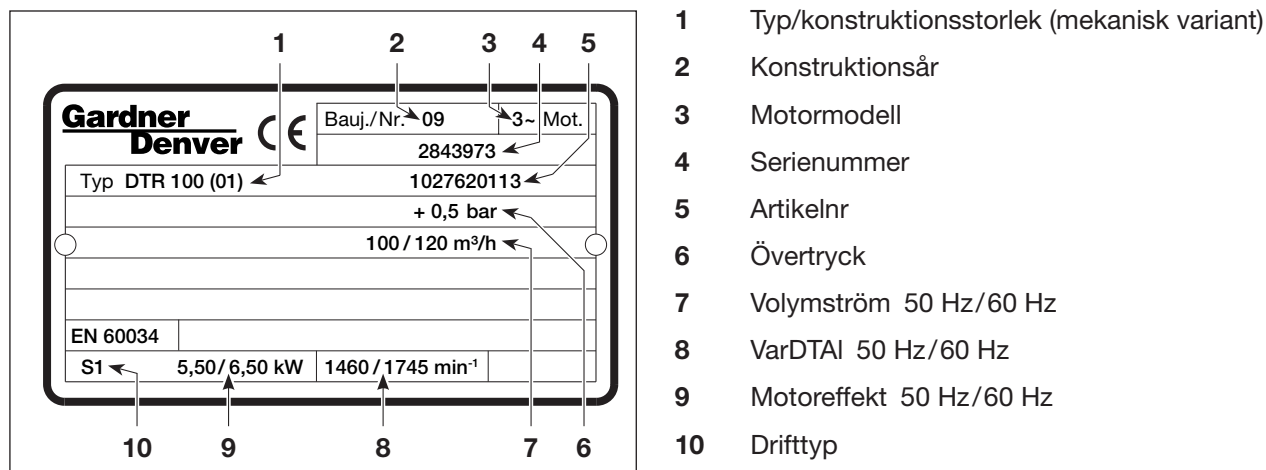 1 2 3 4 5
Gardner
Denver
CE
Bauj./Nr. 09
3~ Mot.
2843973
Typ DTR 100 (01) 1027620113
+ 0,5 bar
100 / 120 m³/h
EN 60034
S1 5,50/6,50 kW 1460 / 1745 min⁻¹
10 9 8 7 6
1 Typ/konstruktionsstorlek (mekanisk variant)
2 Konstruktionsår
3 Motormodell
4 Serienummer
5 Artikelnr
6 Övertryck
7 Volymström 50 Hz/60 Hz
8 VarDTAl 50 Hz/60 Hz
9 Motoreffekt 50 Hz/60 Hz
10 Drifttyp